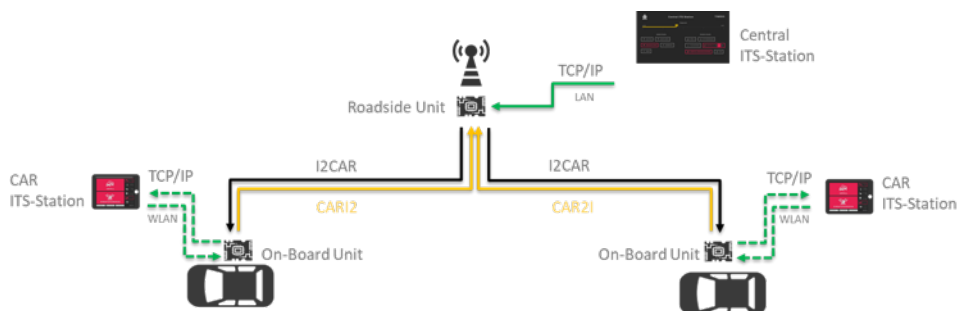 Central
ITS-Station
TCP/IP
LAN
Roadside Unit
I2CAR
I2CAR
CAR
ITS-Station
TCP/IP
WLAN
CARI2
CAR2I
TCP/IP
WLAN
CAR
ITS-Station
On-Board Unit
On-Board Unit